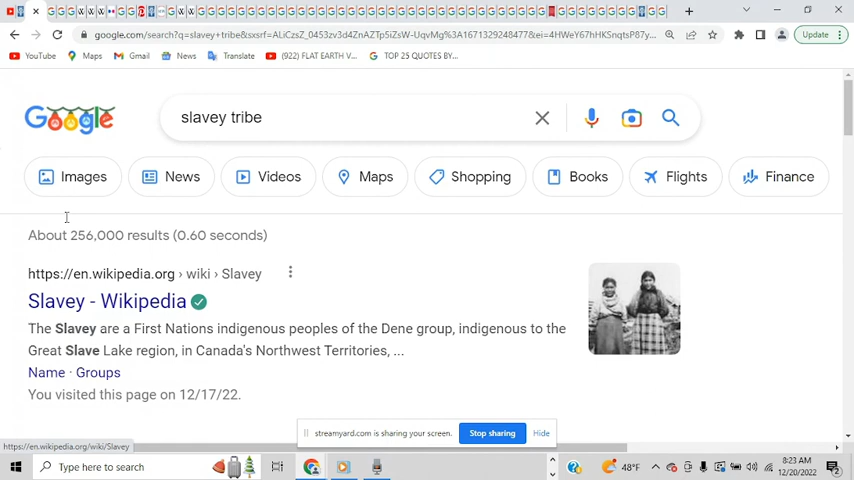 google.com/search?q=slavey+tribe&sxsrf=ALiCzsZ_0453zv3d4ZnAZTp5iZsW-UqvMg%3A1671329248477&ei=4HWeY67hHKSnqtsP87y...
Update
YouTube
Maps
Gmail
News
Translate
(922) FLAT EARTH V...
TOP 25 QUOTES BY...
Google
slavey tribe
Images
News
Videos
Maps
Shopping
Books
Flights
Finance
About 256,000 results (0.60 seconds)
https://en.wikipedia.org › wiki › Slavey
Slavey - Wikipedia
The Slavey are a First Nations indigenous peoples of the Dene group, indigenous to the
Great Slave Lake region, in Canada's Northwest Territories, ...
Name · Groups
You visited this page on 12/17/22.
streamyard.com is sharing your screen.
Stop sharing
Hide
https://en.wikipedia.org/wiki/Slavey
Type here to search
48°F
8:23 AM
12/20/2022
2